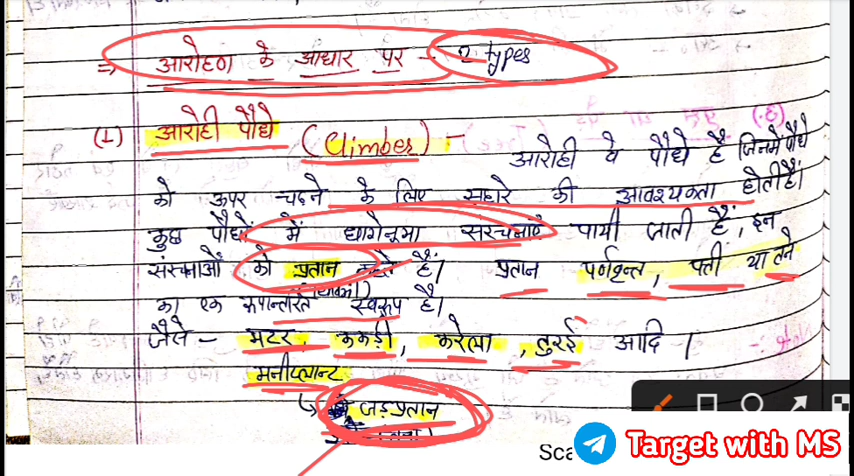 ⇒ आरोहण के आधार पर - 2 types
(1) आरोही पौधे (Climber) -
आरोही वे पौधे है जिनमें पौधे
को ऊपर चढ़ने के लिए सहारे की आवश्यकता होती हैं।
कुछ पौधों में धागेनूमा संरचनाएं पायी जाती हैं, इन
संरचनाओं को प्रतान कहते हैं। प्रतान पर्णवृन्त, पत्ती या तने
का एक रूपान्तरित स्वरूप है।
जैसे - मटर, ककड़ी, करेला, तुरई आदि।
मनीप्लान्ट
↳ जड़प्रतान
Sca
Target with MS